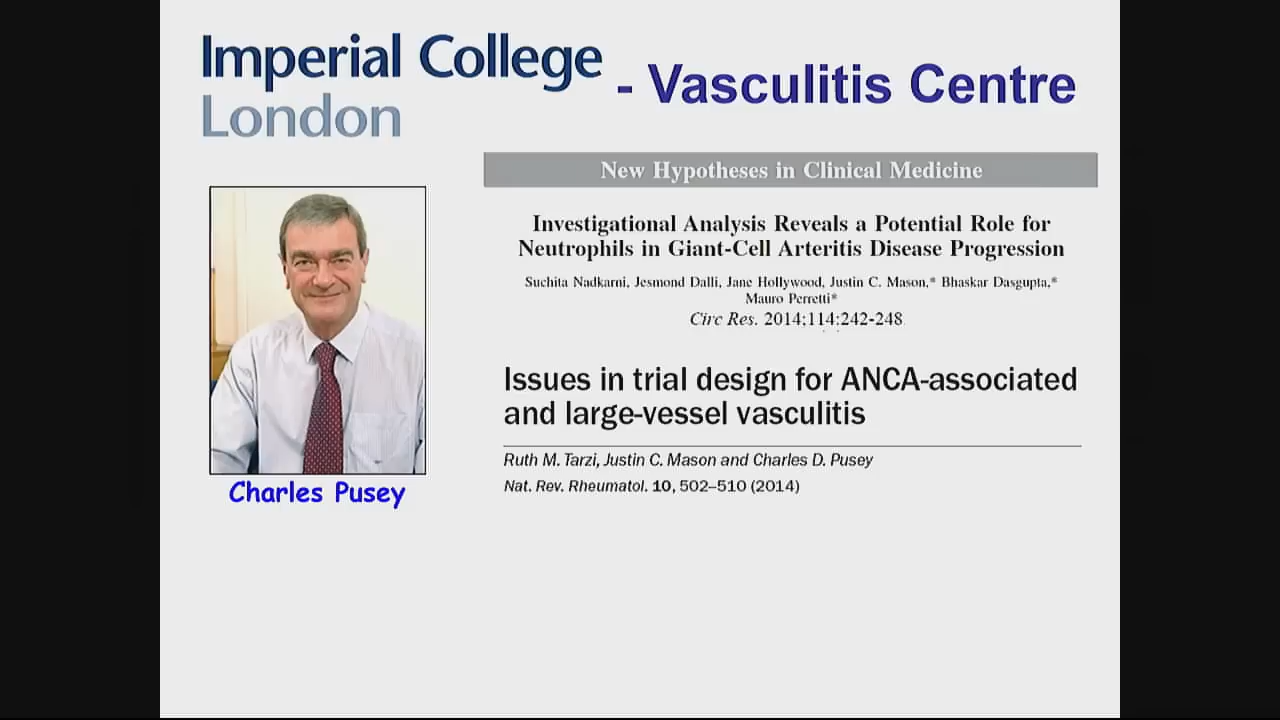 Imperial College
London
- Vasculitis Centre
New Hypotheses in Clinical Medicine
Investigational Analysis Reveals a Potential Role for
Neutrophils in Giant-Cell Arteritis Disease Progression
Suchita Nadkarni, Jesmond Dalli, Jane Hollywood, Justin C. Mason,* Bhaskar Dasgupta,*
Mauro Perretti*
Circ Res. 2014;114:242-248
Issues in trial design for ANCA-associated
and large-vessel vasculitis
Ruth M. Tarzi, Justin C. Mason and Charles D. Pusey
Nat. Rev. Rheumatol. 10, 502–510 (2014)
Charles Pusey